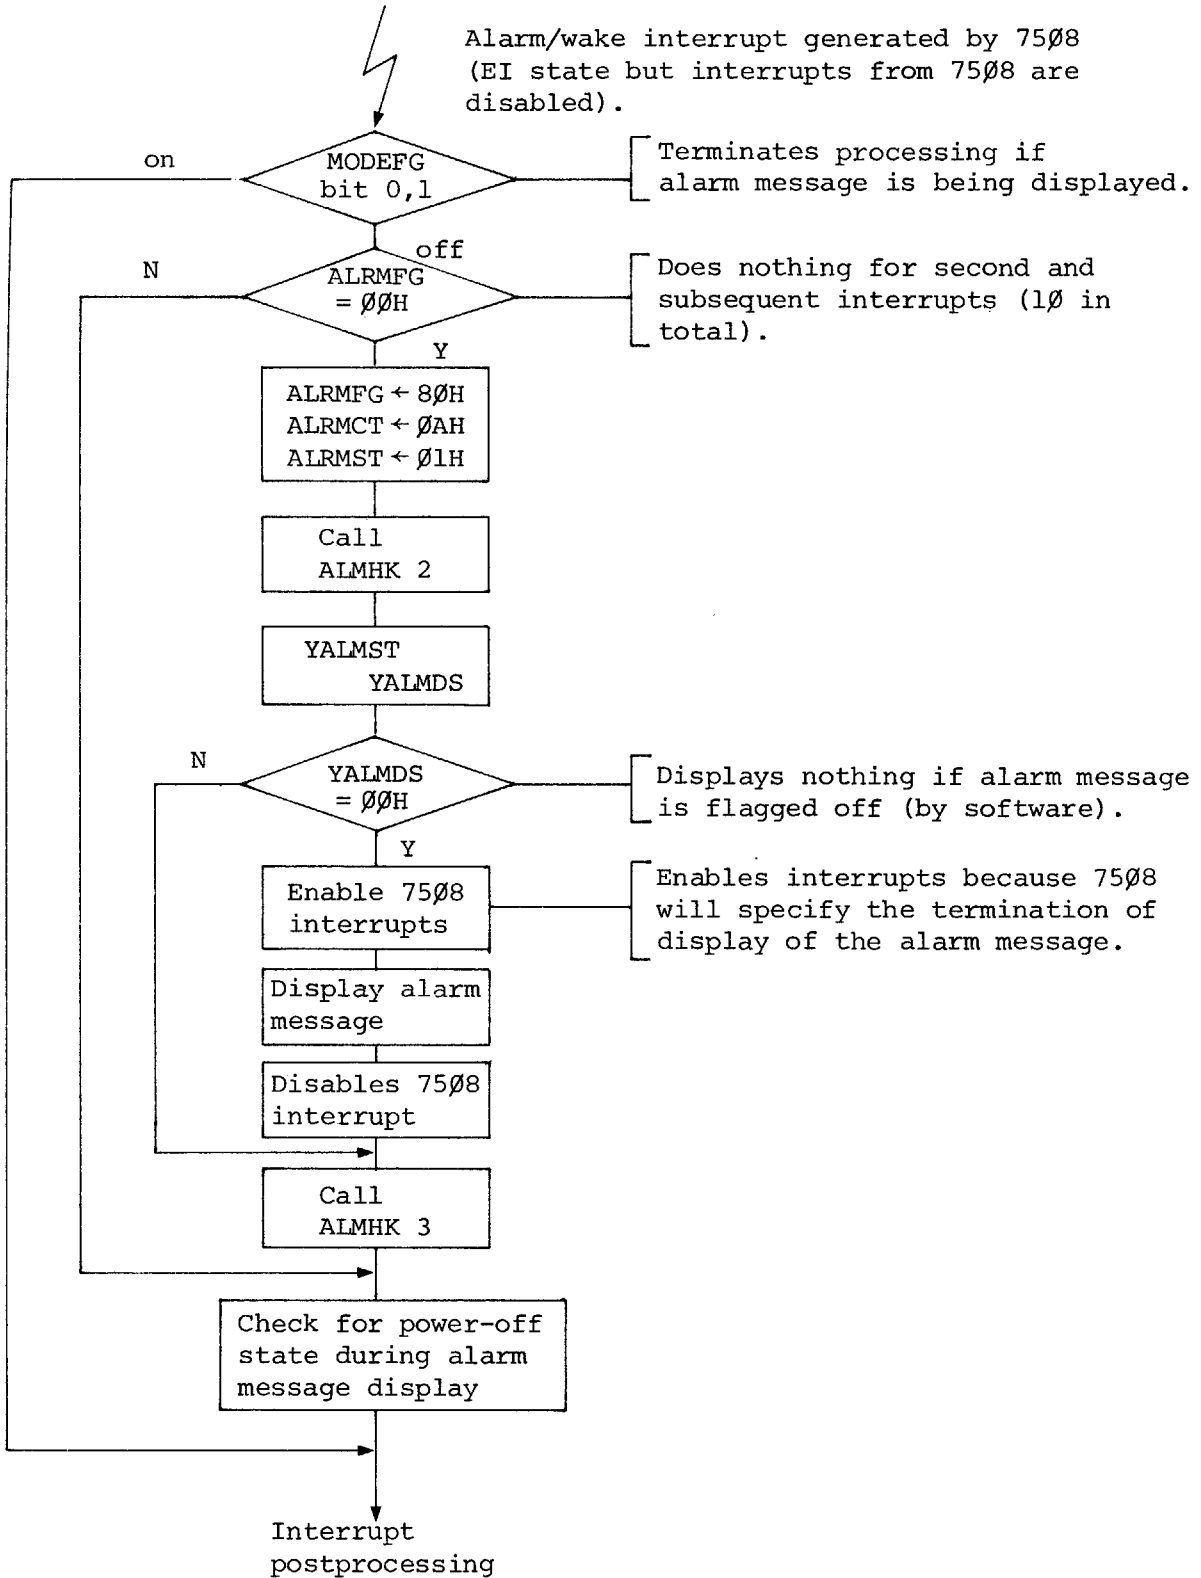 Alarm/wake interrupt generated by 75Ø8
(EI state but interrupts from 75Ø8 are
disabled).
on
MODEFG
bit 0,1
Terminates processing if
alarm message is being displayed.
off
N
ALRMFG
= ØØH
Does nothing for second and
subsequent interrupts (1Ø in
total).
Y
ALRMFG ← 8ØH
ALRMCT ← ØAH
ALRMST ← Ø1H
Call
ALMHK 2
YALMST
YALMDS
N
YALMDS
= ØØH
Displays nothing if alarm message
is flagged off (by software).
Y
Enable 75Ø8
interrupts
Enables interrupts because 75Ø8
will specify the termination of
display of the alarm message.
Display alarm
message
Disables 75Ø8
interrupt
Call
ALMHK 3
Check for power-off
state during alarm
message display
Interrupt
postprocessing